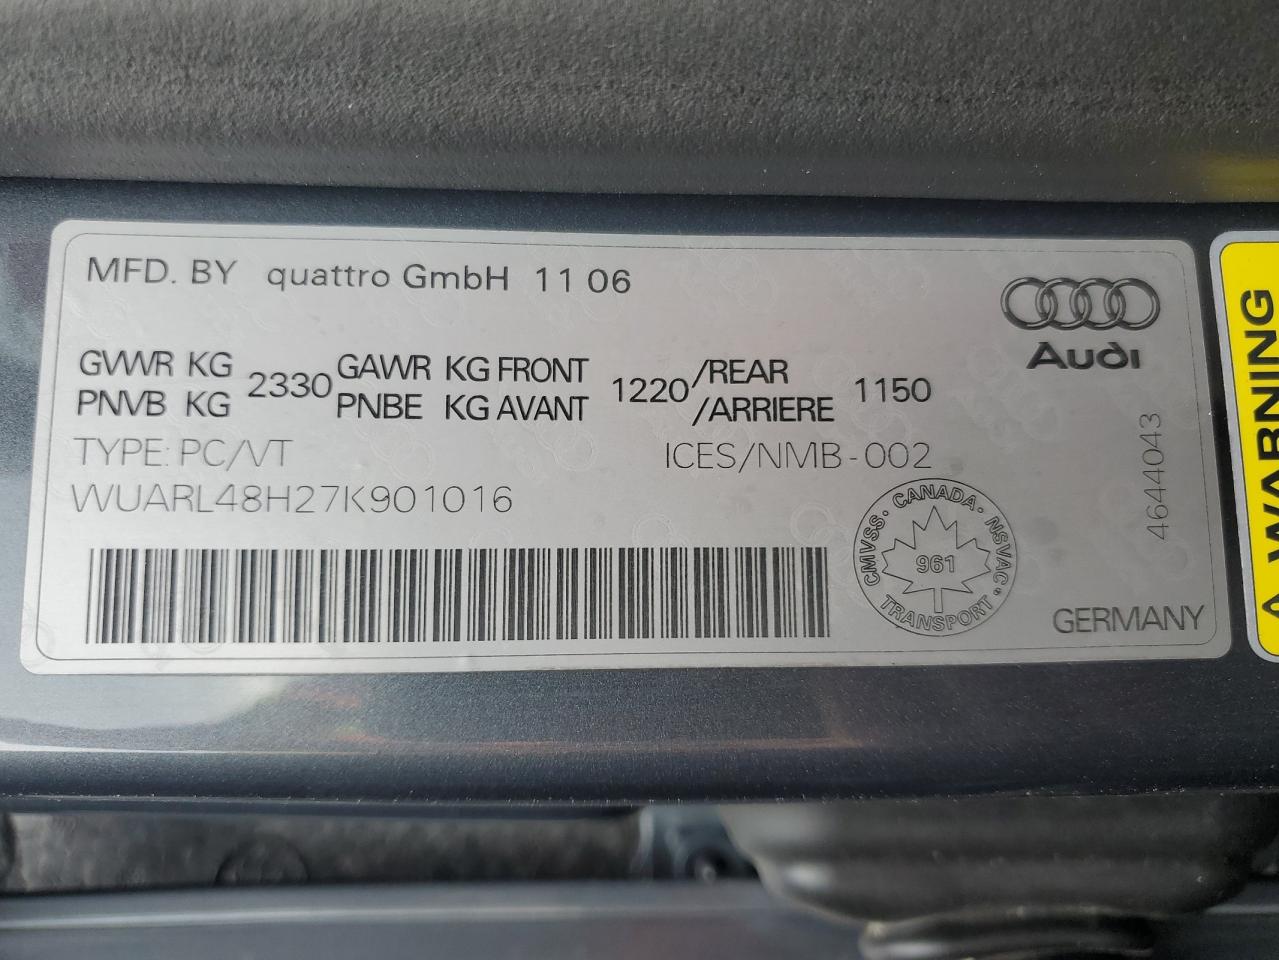 MFD. BY quattro GmbH 11 06
Audi
GVWR KG 2330 GAWR KG FRONT 1220 /REAR 1150
PNVB KG PNBE KG AVANT /ARRIERE
TYPE: PC/VT ICES/NMB-002
WUARL48H27K901016
CMVSS· CANADA· NSVAC·
961
TRANSPORT
4644043
GERMANY
WARNING